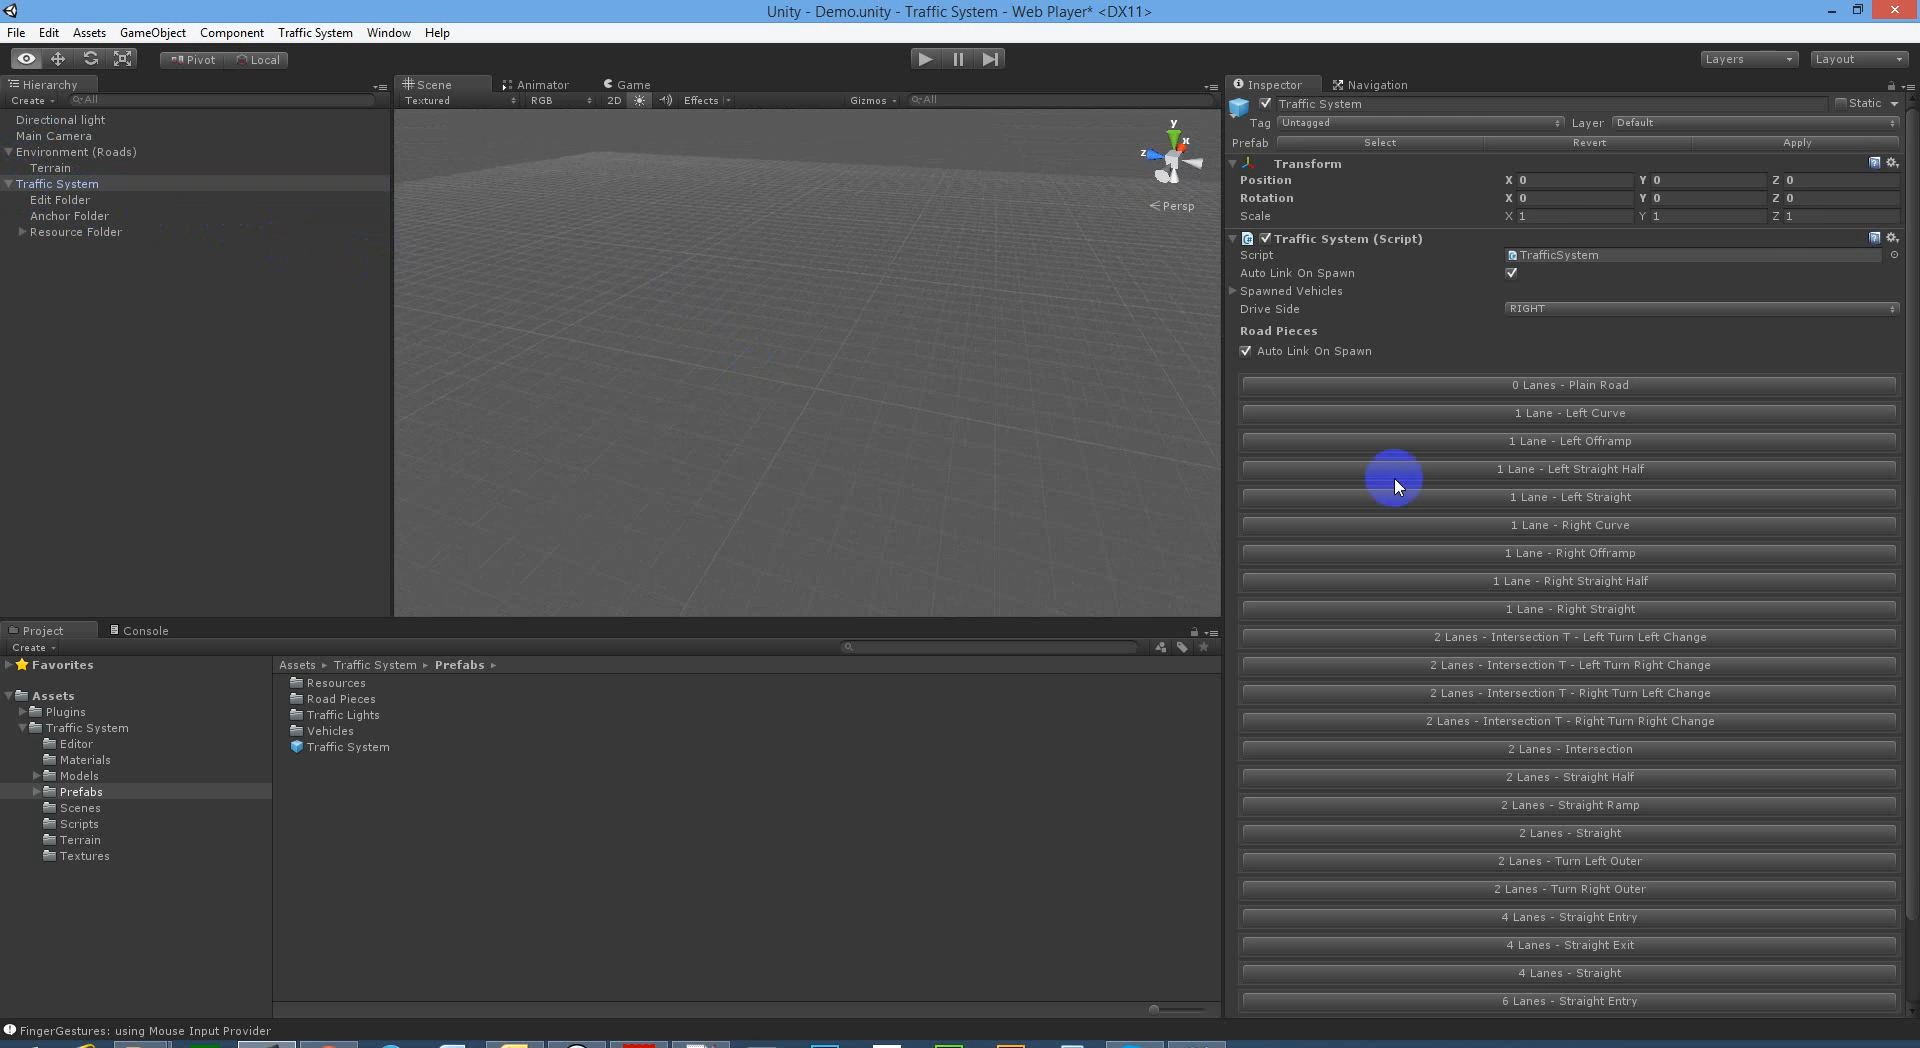 Unity - Demo.unity - Traffic System - Web Player* <DX11>
File Edit Assets GameObject Component Traffic System Window Help
Pivot Local Layers Layout
Hierarchy
Create All
Directional light
Main Camera
Environment (Roads)
Terrain
Traffic System
Edit Folder
Anchor Folder
Resource Folder
Scene Animator Game
Textured RGB 2D Effects Gizmos All
y
x
z
Persp
Inspector Navigation
Traffic System Static
Tag Untagged Layer Default
Prefab Select Revert Apply
Transform
Position X 0 Y 0 Z 0
Rotation X 0 Y 0 Z 0
Scale X 1 Y 1 Z 1
Traffic System (Script)
Script TrafficSystem
Auto Link On Spawn
Spawned Vehicles
Drive Side RIGHT
Road Pieces
Auto Link On Spawn
0 Lanes - Plain Road
1 Lane - Left Curve
1 Lane - Left Offramp
1 Lane - Left Straight Half
1 Lane - Left Straight
1 Lane - Right Curve
1 Lane - Right Offramp
1 Lane - Right Straight Half
1 Lane - Right Straight
2 Lanes - Intersection T - Left Turn Left Change
2 Lanes - Intersection T - Left Turn Right Change
2 Lanes - Intersection T - Right Turn Left Change
2 Lanes - Intersection T - Right Turn Right Change
2 Lanes - Intersection
2 Lanes - Straight Half
2 Lanes - Straight Ramp
2 Lanes - Straight
2 Lanes - Turn Left Outer
2 Lanes - Turn Right Outer
4 Lanes - Straight Entry
4 Lanes - Straight Exit
4 Lanes - Straight
6 Lanes - Straight Entry
Project Console
Create
Favorites
Assets
Plugins
Traffic System
Editor
Materials
Models
Prefabs
Scenes
Scripts
Terrain
Textures
Assets Traffic System Prefabs
Resources
Road Pieces
Traffic Lights
Vehicles
Traffic System
FingerGestures: using Mouse Input Provider